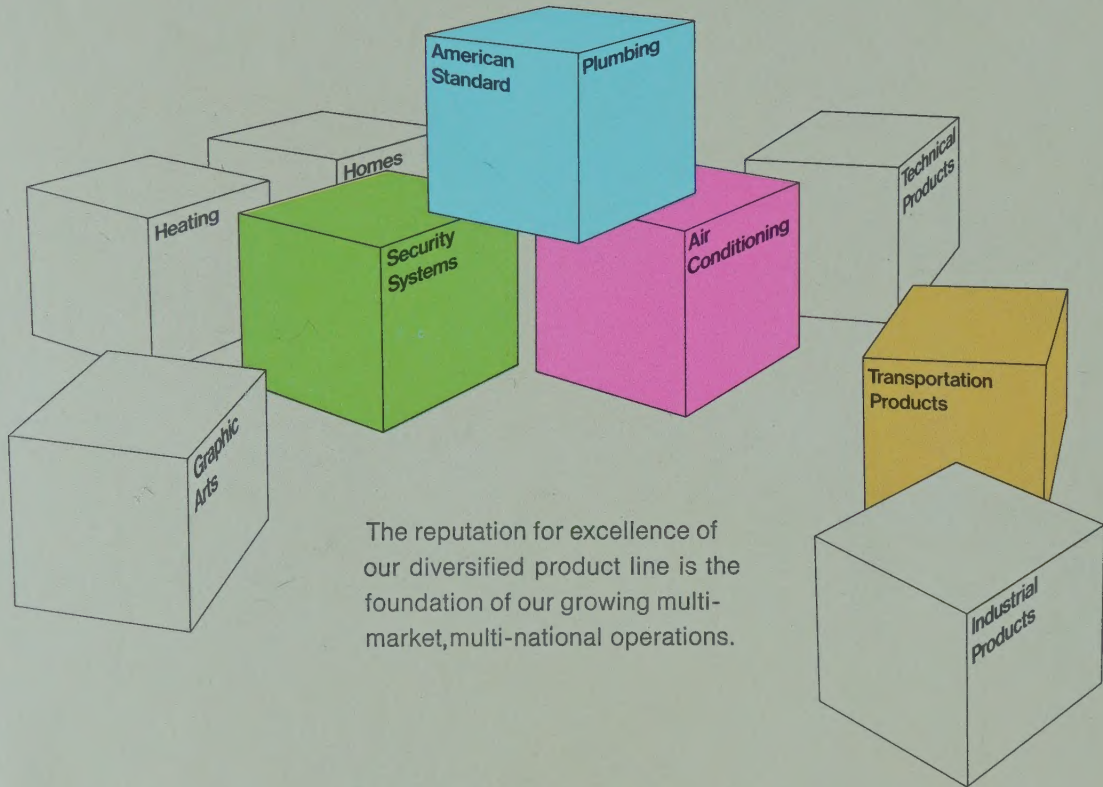 American
Standard
Plumbing
Homes
Heating
Security
Systems
Air
Conditioning
Technical
Products
Transportation
Products
Graphic
Arts
Industrial
Products
The reputation for excellence of
our diversified product line is the
foundation of our growing multi-
market,multi-national operations.